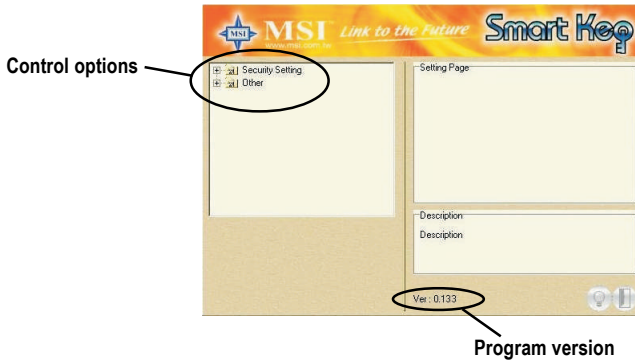 MSI Link to the Future Smart Key
www.msi.com.tw
Control options
Security Setting
Other
Setting Page
Description
Description
Ver : 0.133
Program version